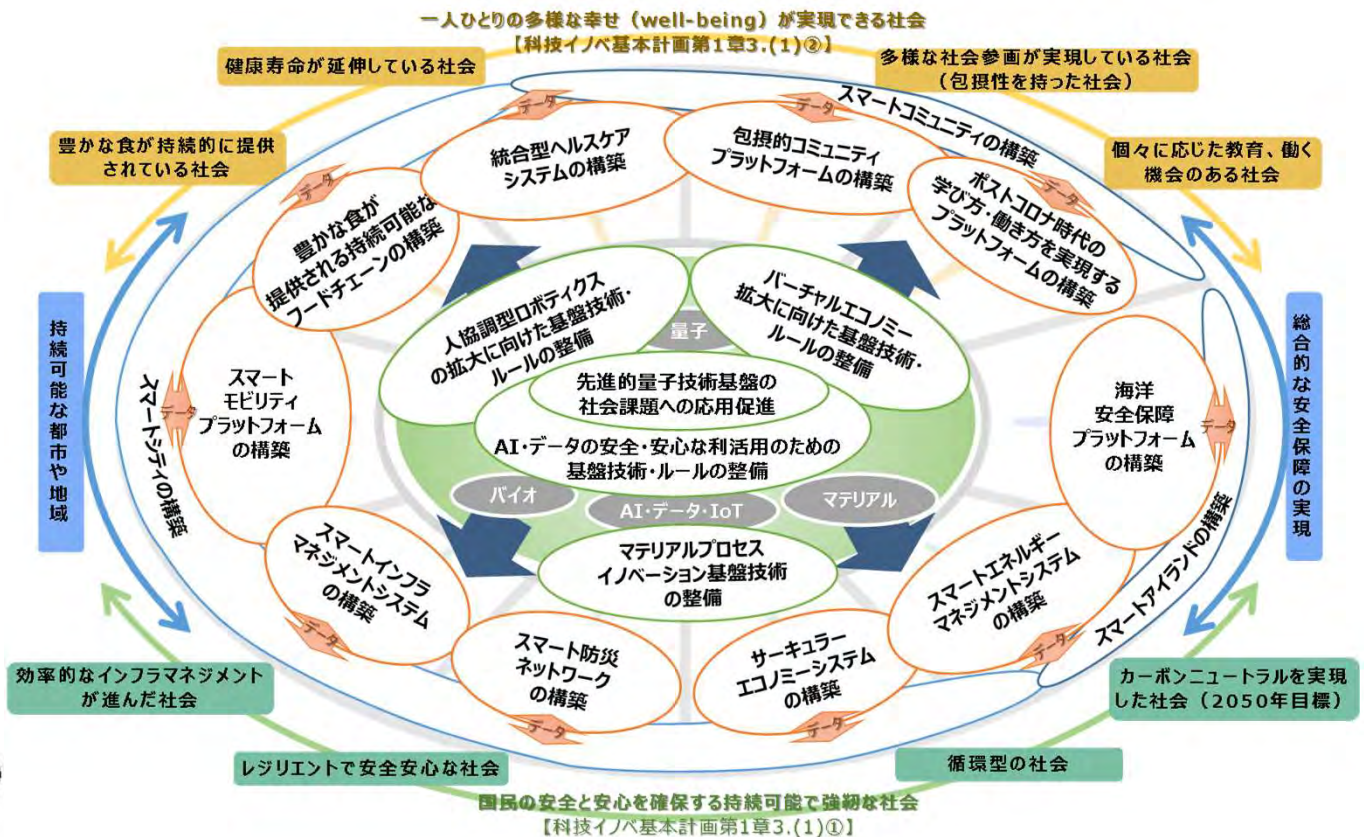 一人ひとりの多様な幸せ（well-being）が実現できる社会
【科技イノベ基本計画第1章3.(1)②】
健康寿命が延伸している社会
多様な社会参画が実現している社会
（包摂性を持った社会）
豊かな食が持続的に提供
されている社会
個々に応じた教育、働く
機会のある社会
スマートコミュニティの構築
データ
統合型ヘルスケア
システムの構築
データ
包摂的コミュニティ
プラットフォームの構築
データ
豊かな食が
提供される持続可能な
フードチェーンの構築
データ
ポストコロナ時代の
学び方・働き方を実現する
プラットフォームの構築
持続可能な都市や地域
総合的な安全保障の実現
スマートシティの構築
データ
スマート
モビリティ
プラットフォーム
の構築
人協調型ロボティクス
の拡大に向けた基盤技術・
ルールの整備
量子
バーチャルエコノミー
拡大に向けた基盤技術・
ルールの整備
先進的量子技術基盤の
社会課題への応用促進
AI・データの安全・安心な利活用のための
基盤技術・ルールの整備
バイオ
AI・データ・IoT
マテリアル
マテリアルプロセス
イノベーション基盤技術
の整備
海洋
安全保障
プラットフォーム
の構築
データ
スマートアイランドの構築
スマートインフラ
マネジメントシステム
の構築
データ
スマートエネルギー
マネジメントシステム
の構築
データ
スマート防災
ネットワーク
の構築
データ
サーキュラー
エコノミーシステム
の構築
データ
効率的なインフラマネジメント
が進んだ社会
カーボンニュートラルを実現
した社会（2050年目標）
レジリエントで安全安心な社会
循環型の社会
国民の安全と安心を確保する持続可能で強靭な社会
【科技イノベ基本計画第1章3.(1)①】